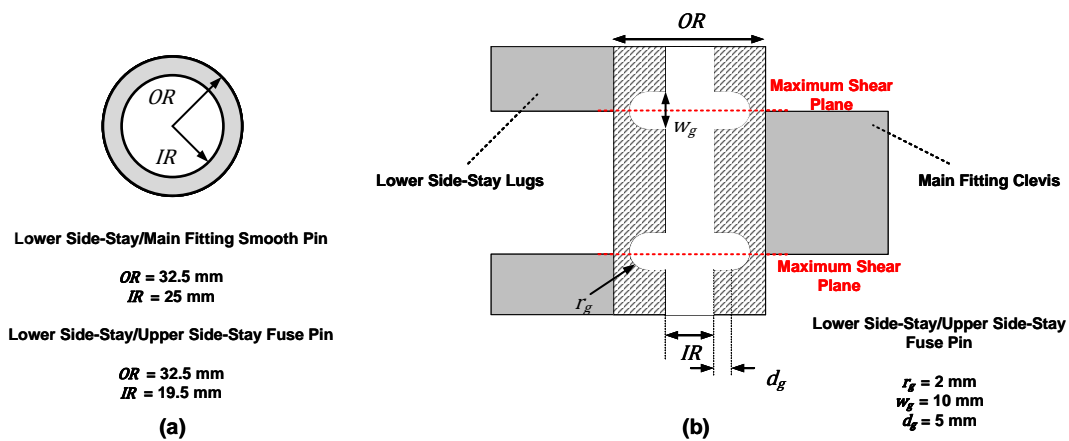 OR
IR
Lower Side-Stay/Main Fitting Smooth Pin
OR = 32.5 mm
IR = 25 mm
Lower Side-Stay/Upper Side-Stay Fuse Pin
OR = 32.5 mm
IR = 19.5 mm
(a)
OR
Maximum Shear
Plane
wg
Lower Side-Stay Lugs
Main Fitting Clevis
Maximum Shear
Plane
rg
IR
dg
Lower Side-Stay/Upper Side-Stay
Fuse Pin
rg = 2 mm
wg = 10 mm
dg = 5 mm
(b)